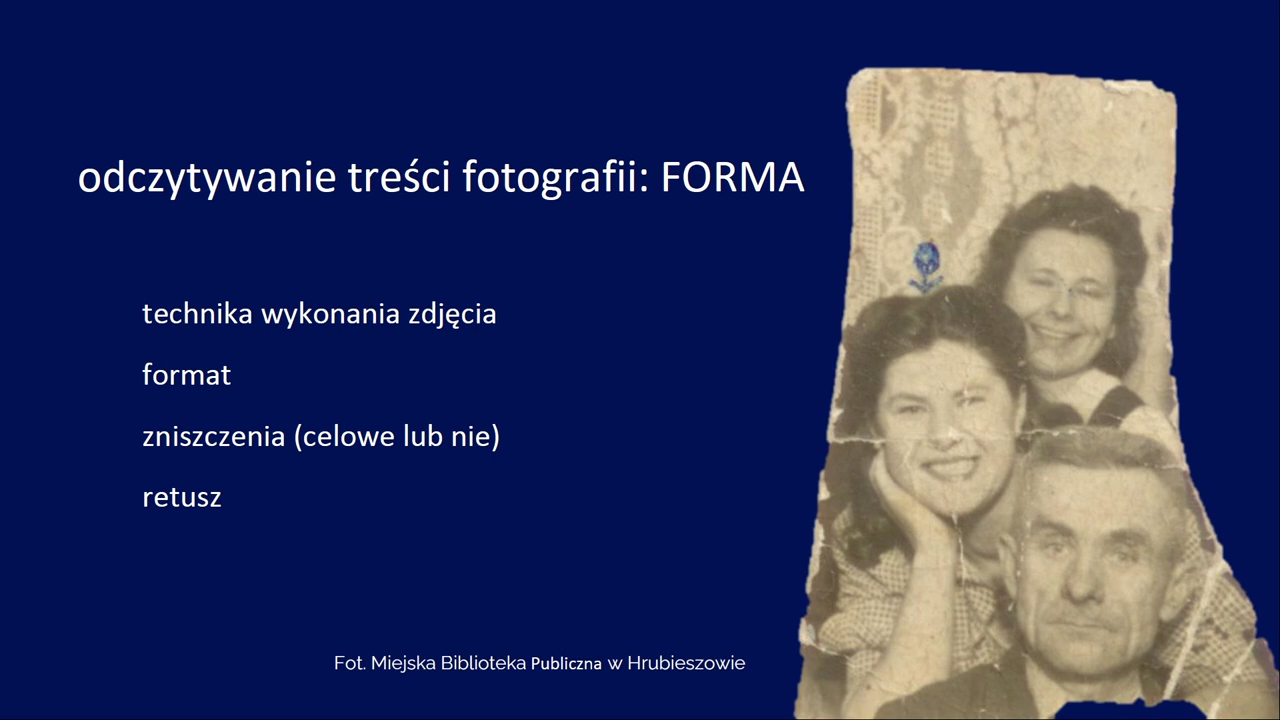 odczytywanie treści fotografii: FORMA
technika wykonania zdjęcia
format
zniszczenia (celowe lub nie)
retusz
Fot. Miejska Biblioteka Publiczna w Hrubieszowie